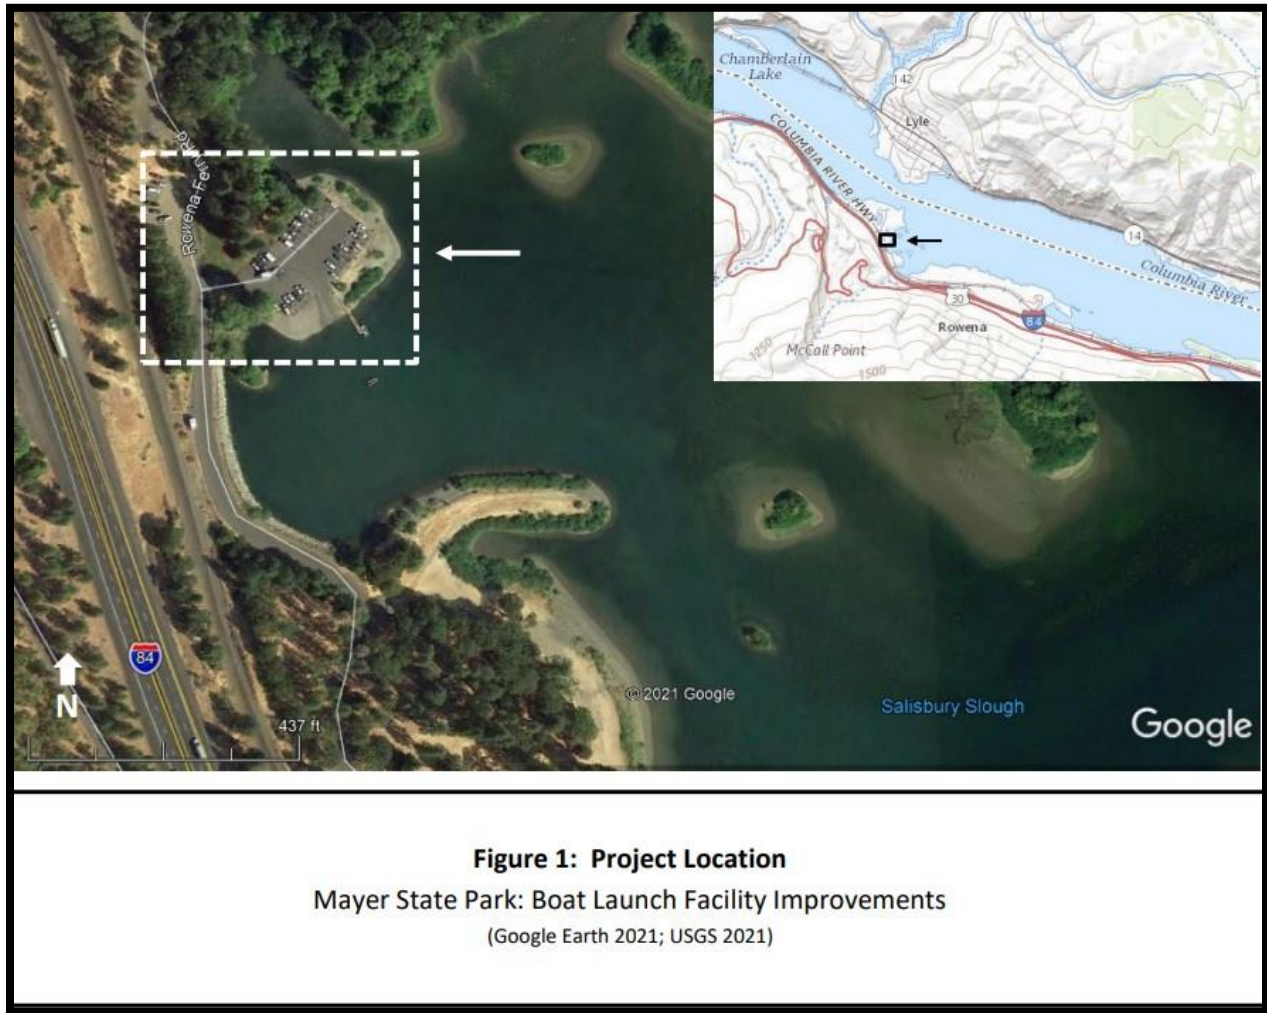 Chamberlain
Lake
142
Lyle
COLUMBIA RIVER HWY
14
Columbia River
30
84
Rowena
McCall Point
1250
1500
Rowena Fe
Rd
84
N
437 ft
© 2021 Google
Salisbury Slough
Google
Figure 1:  Project Location
Mayer State Park: Boat Launch Facility Improvements
(Google Earth 2021; USGS 2021)